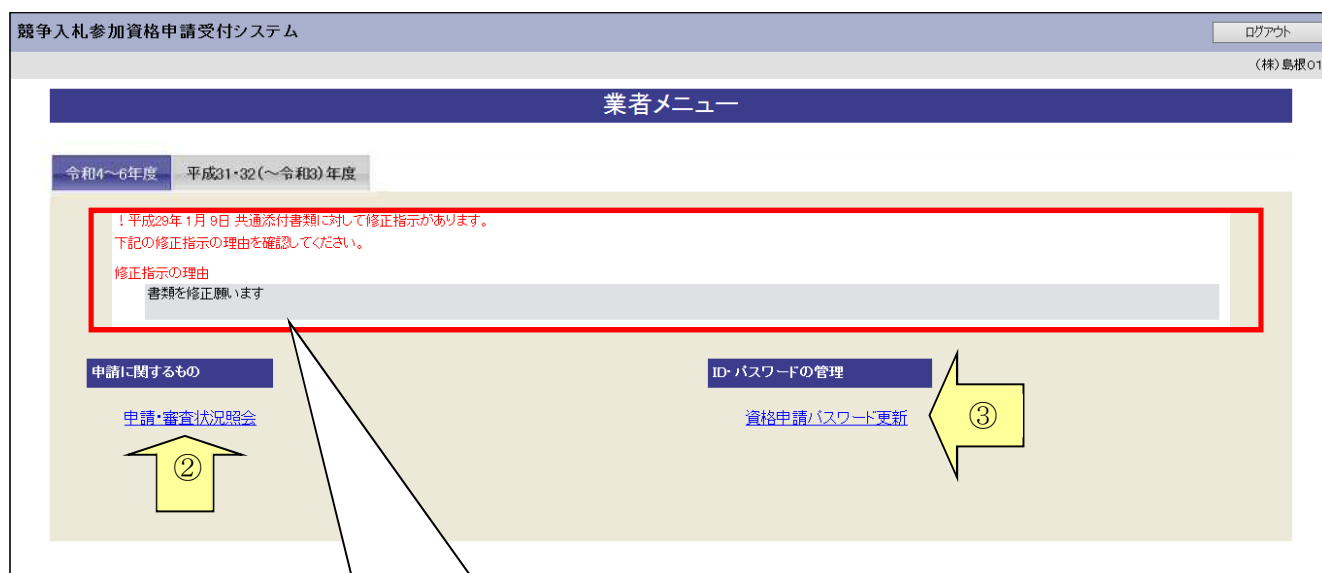 競争入札参加資格申請受付システム
ログアウト
(株)島根01
業者メニュー
令和4~6年度
平成31・32(~令和3)年度
!平成29年1月9日 共通添付書類に対して修正指示があります。
下記の修正指示の理由を確認してください。
修正指示の理由
書類を修正願います
申請に関するもの
ID・パスワードの管理
申請・審査状況照会
資格申請パスワード更新
③
②